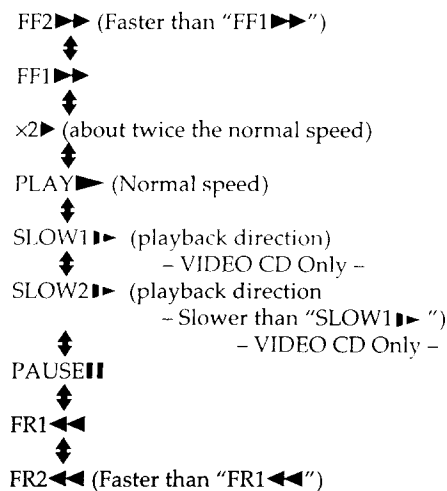 FF2▶▶ (Faster than “FF1▶▶”)
FF1▶▶
×2▶ (about twice the normal speed)
PLAY▶ (Normal speed)
SLOW1 ▮▶ (playback direction)
– VIDEO CD Only –
SLOW2 ▮▶ (playback direction
– Slower than “SLOW1 ▮▶ ”)
– VIDEO CD Only –
PAUSE▮▮
FR1◀◀
FR2◀◀ (Faster than “FR1◀◀”)